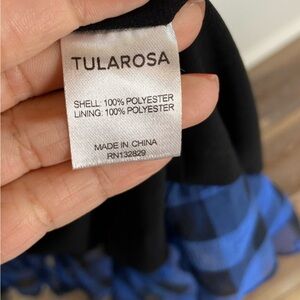 TULAROSA
SHELL: 100% POLYESTER
LINING: 100% POLYESTER
MADE IN CHINA
RN132829